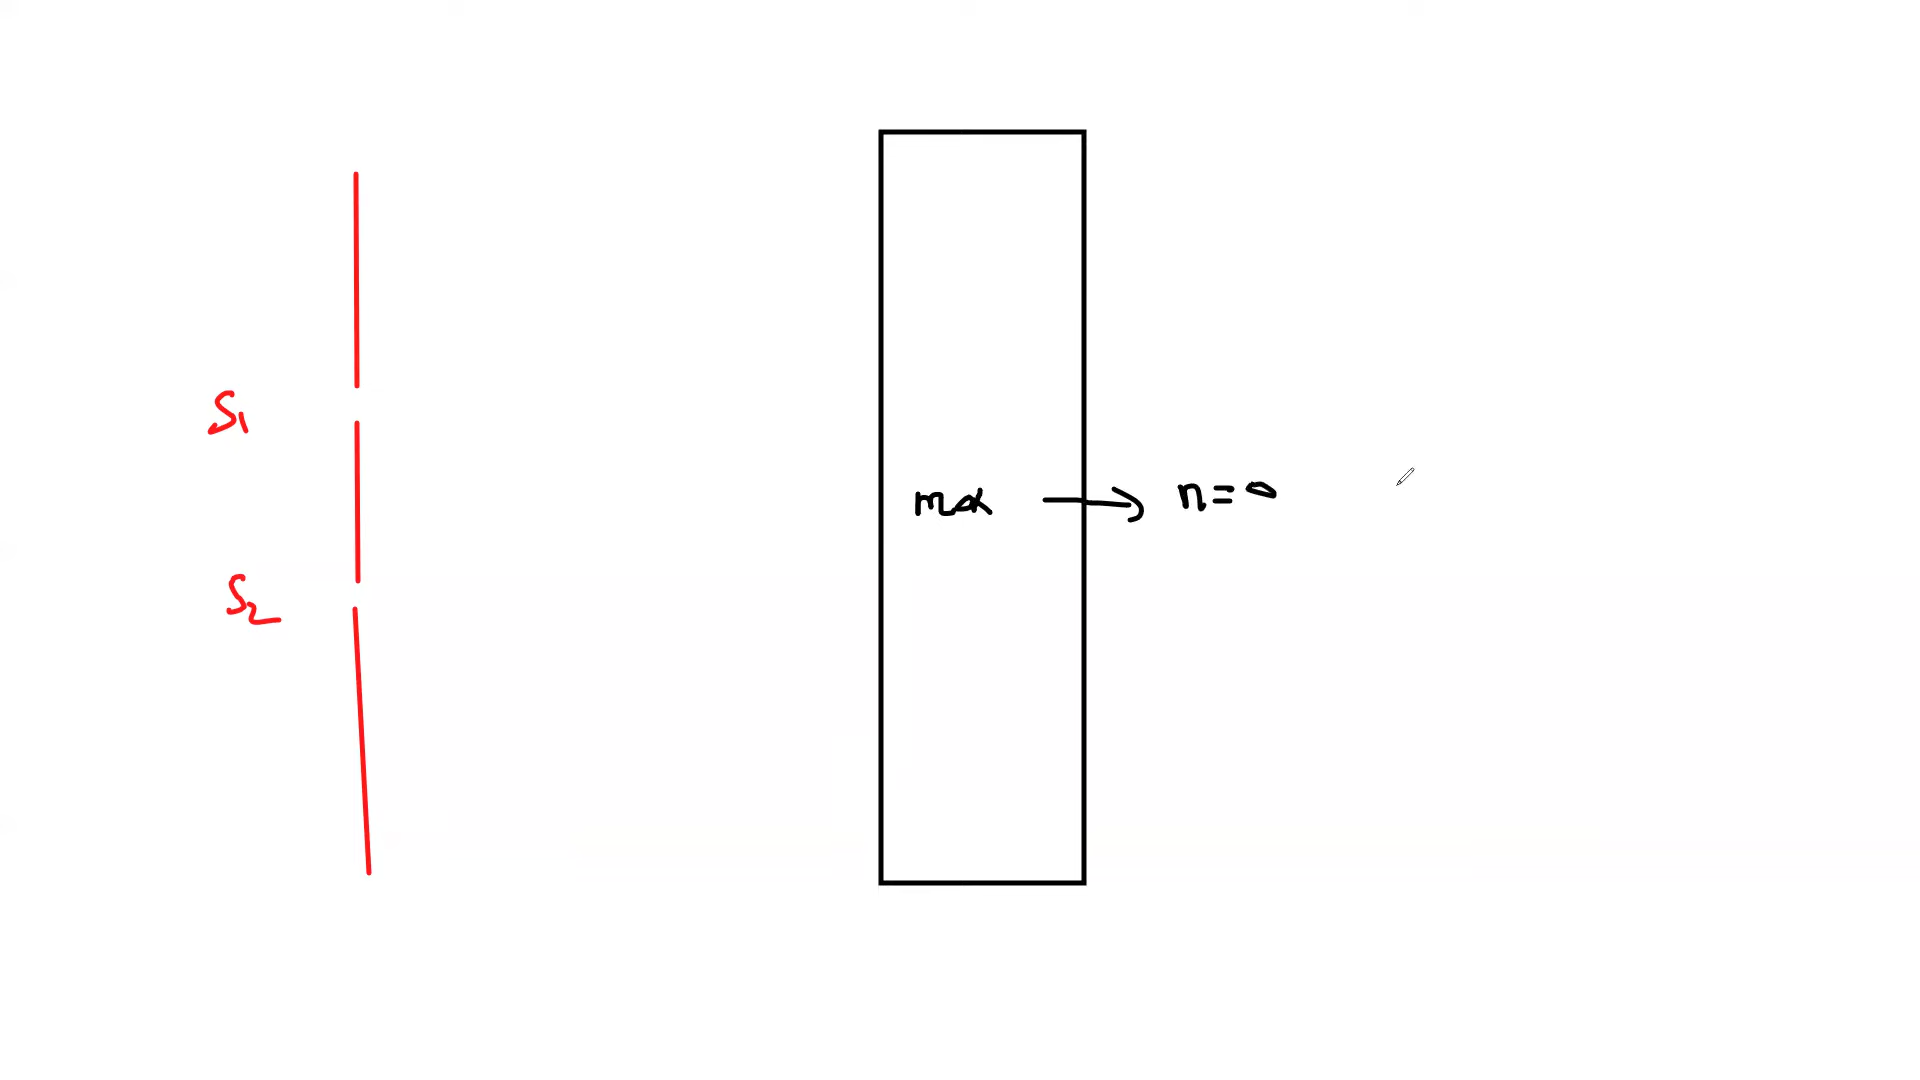 S1
max → n=0
S2